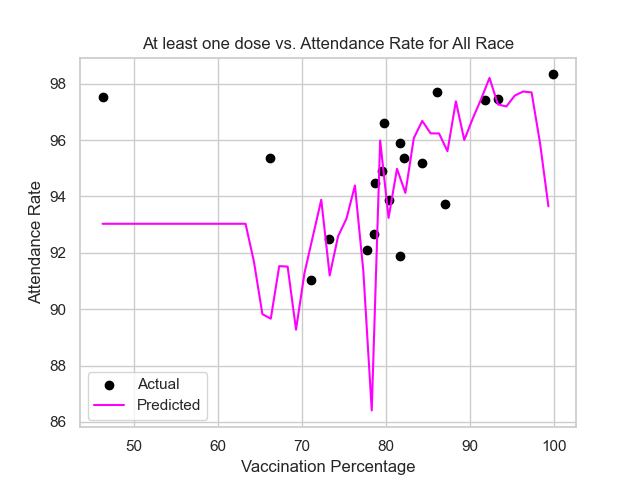 At least one dose vs. Attendance Rate for All Race
98
96
94
92
90
88
86
Attendance Rate
Actual
Predicted
50
60
70
80
90
100
Vaccination Percentage